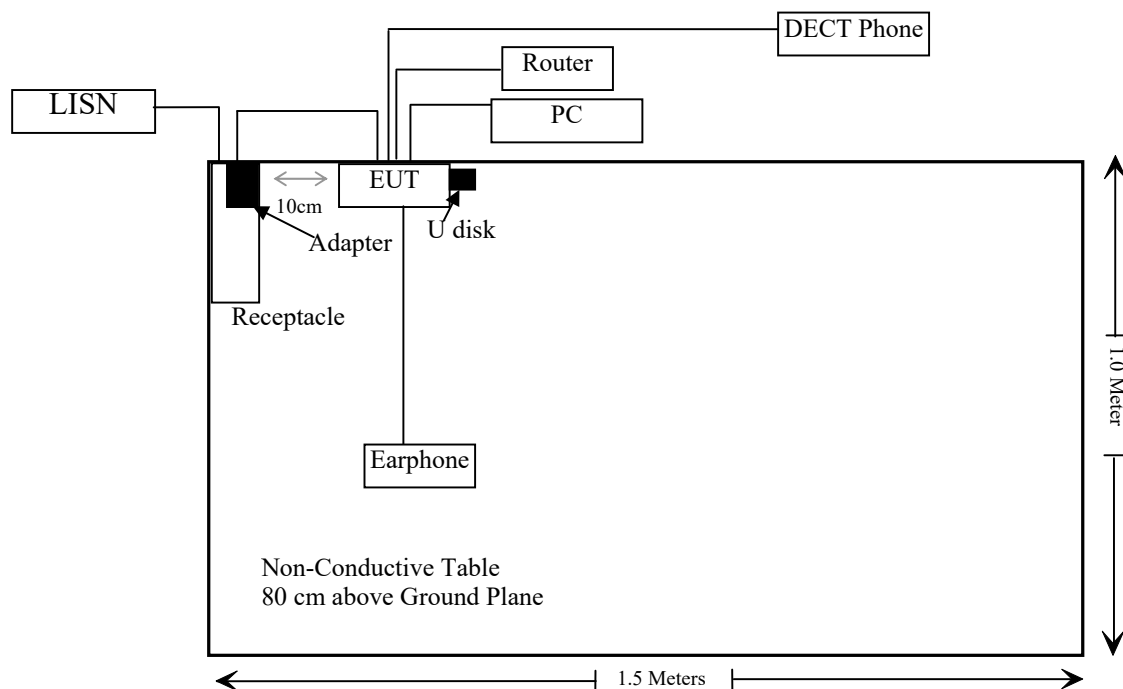 DECT Phone
Router
LISN
PC
EUT
10cm
U disk
Adapter
Receptacle
1.0 Meter
Earphone
Non-Conductive Table
80 cm above Ground Plane
1.5 Meters